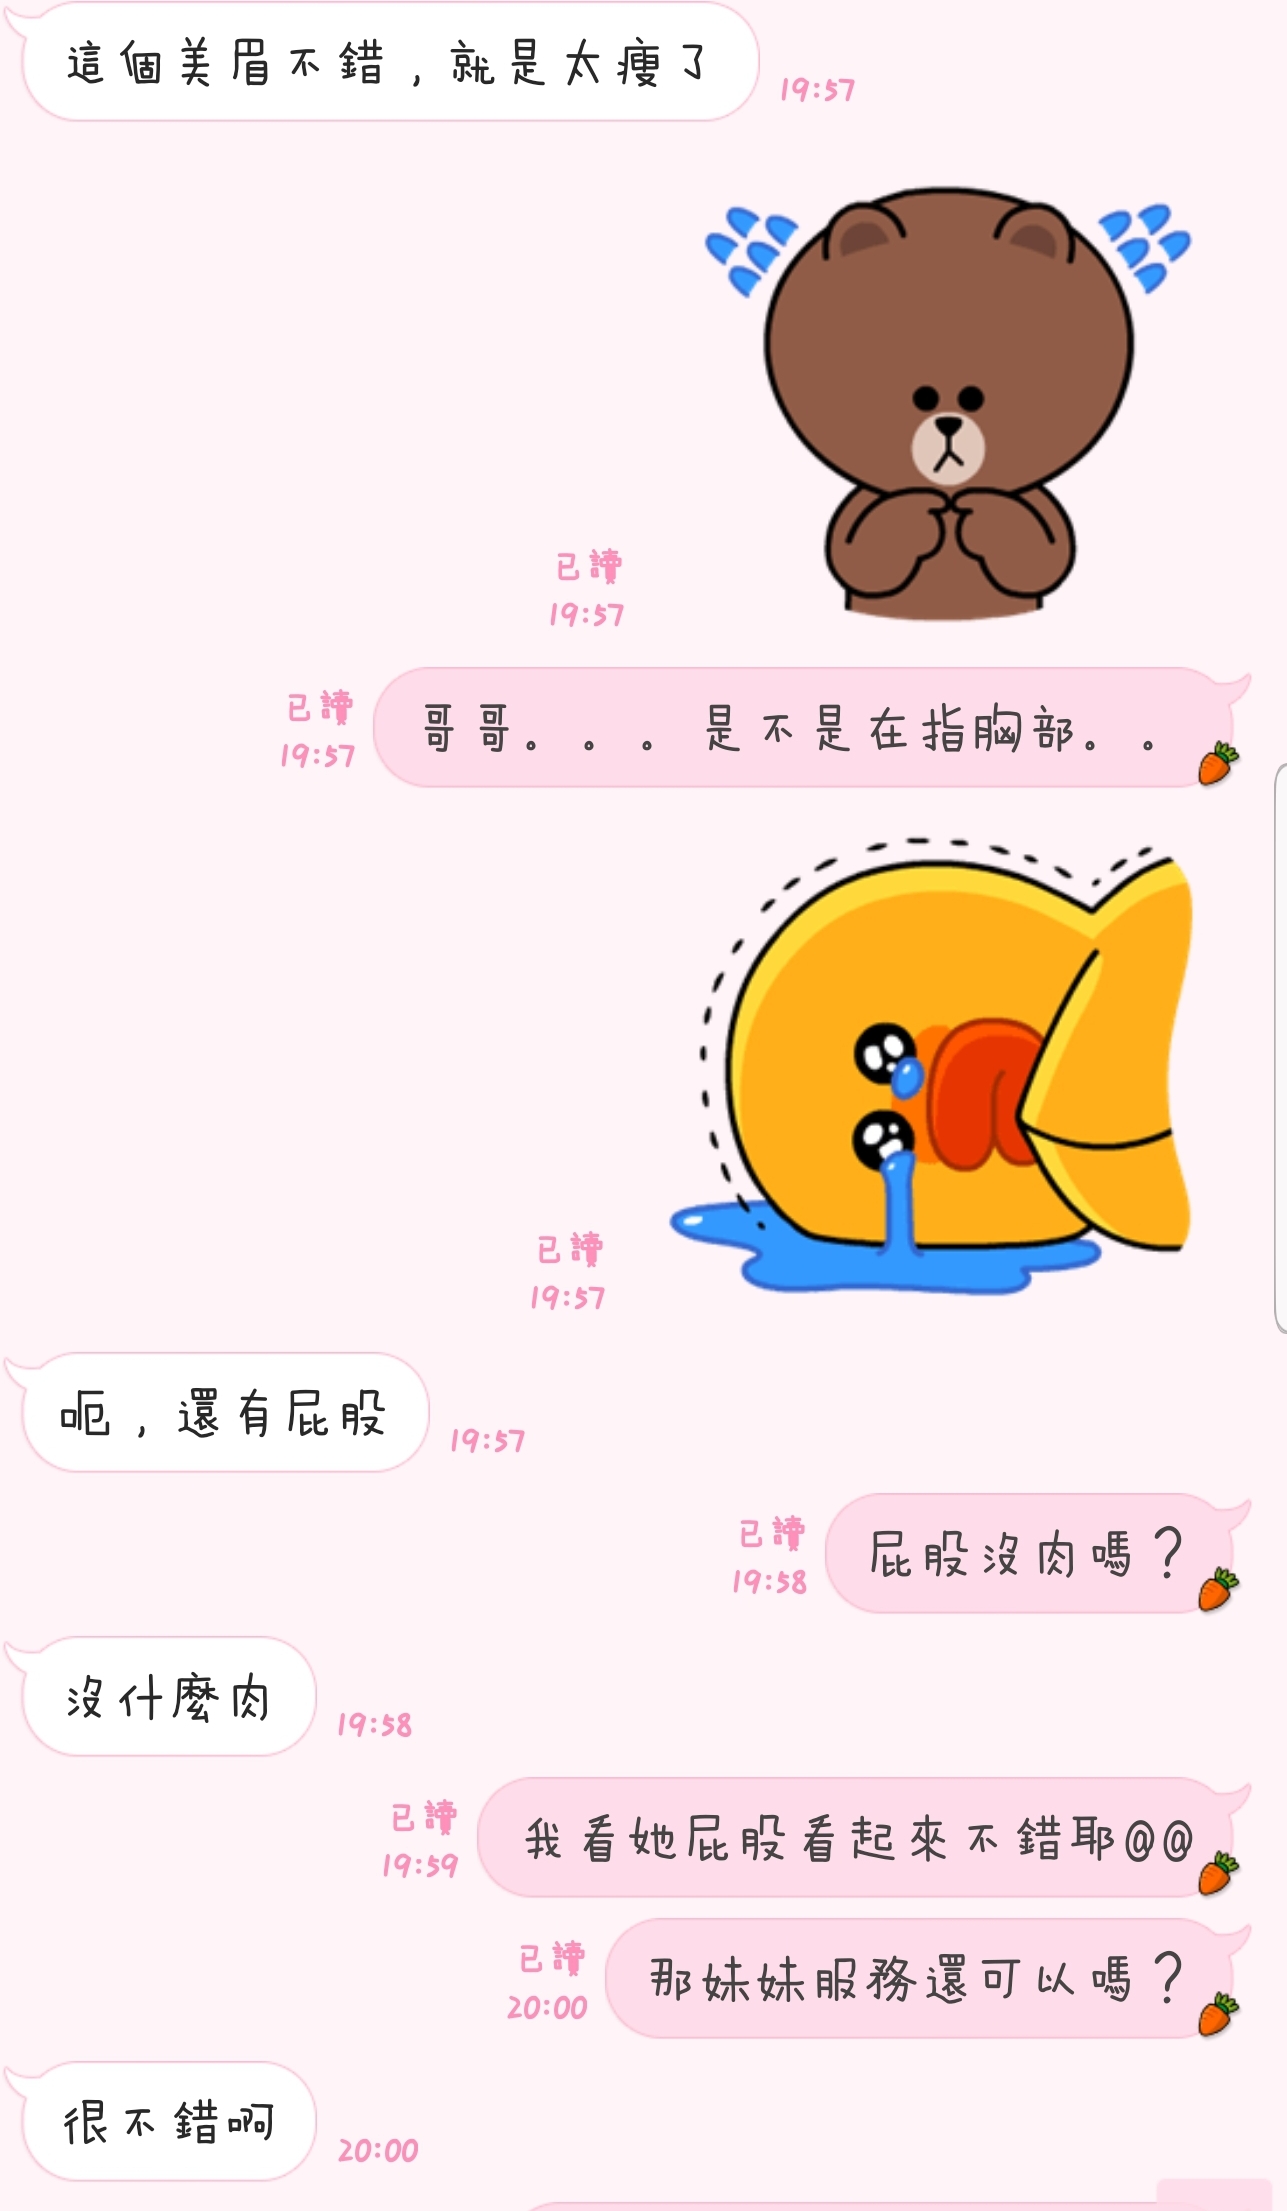 這個美眉不錯，就是太瘦了
19:57
已讀
19:57
哥哥。。。是不是在指胸部。。
已讀
19:57
已讀
19:57
呃，還有屁股
19:57
已讀
19:58
屁股沒肉嗎？
沒什麼肉
19:58
已讀
19:59
我看她屁股看起來不錯耶@@
已讀
20:00
那妹妹服務還可以嗎？
很不錯啊
20:00